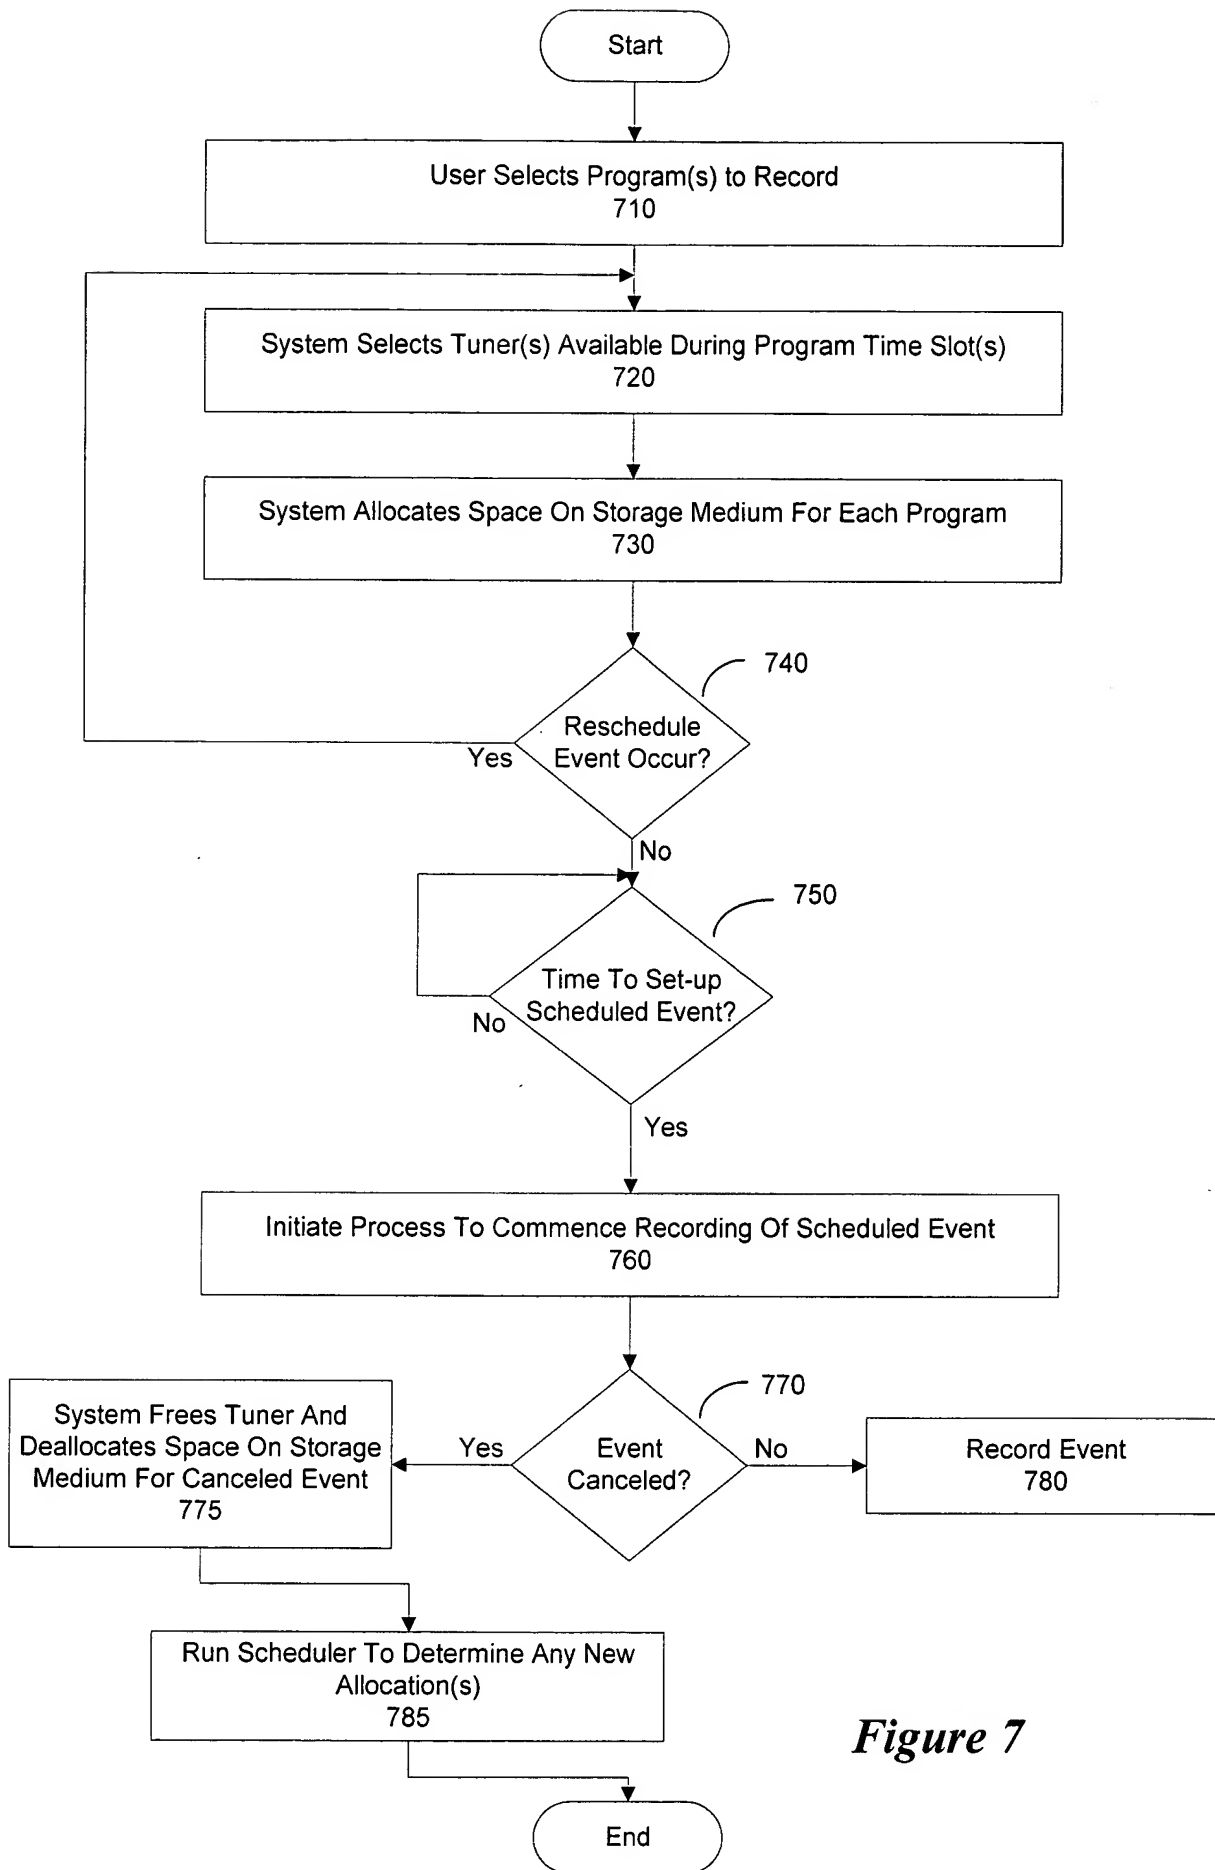 Start
User Selects Program(s) to Record
710
System Selects Tuner(s) Available During Program Time Slot(s)
720
System Allocates Space On Storage Medium For Each Program
730
740
Reschedule
Event Occur?
Yes
No
750
Time To Set-up
Scheduled Event?
No
Yes
Initiate Process To Commence Recording Of Scheduled Event
760
770
System Frees Tuner And
Deallocates Space On Storage
Medium For Canceled Event
775
Yes
Event
Canceled?
No
Record Event
780
Run Scheduler To Determine Any New
Allocation(s)
785
Figure 7
End